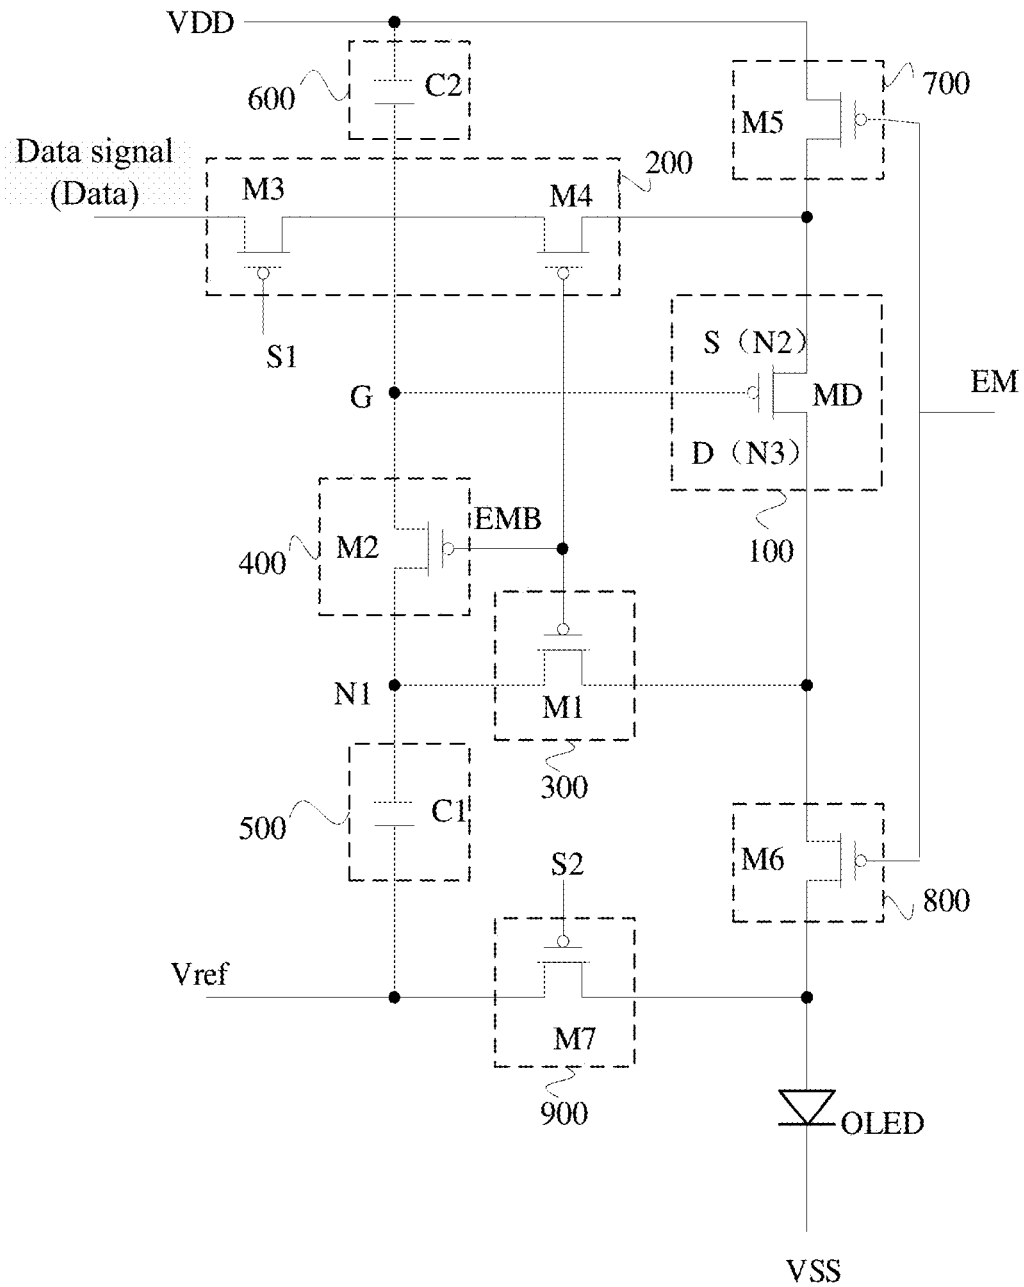 VDD
C2
600
700
M5
Data signal
(Data)
200
M3
M4
S1
S（N2）
EM
G
MD
D（N3）
EMB
M2
400
100
N1
M1
300
C1
500
S2
M6
800
Vref
M7
900
OLED
VSS